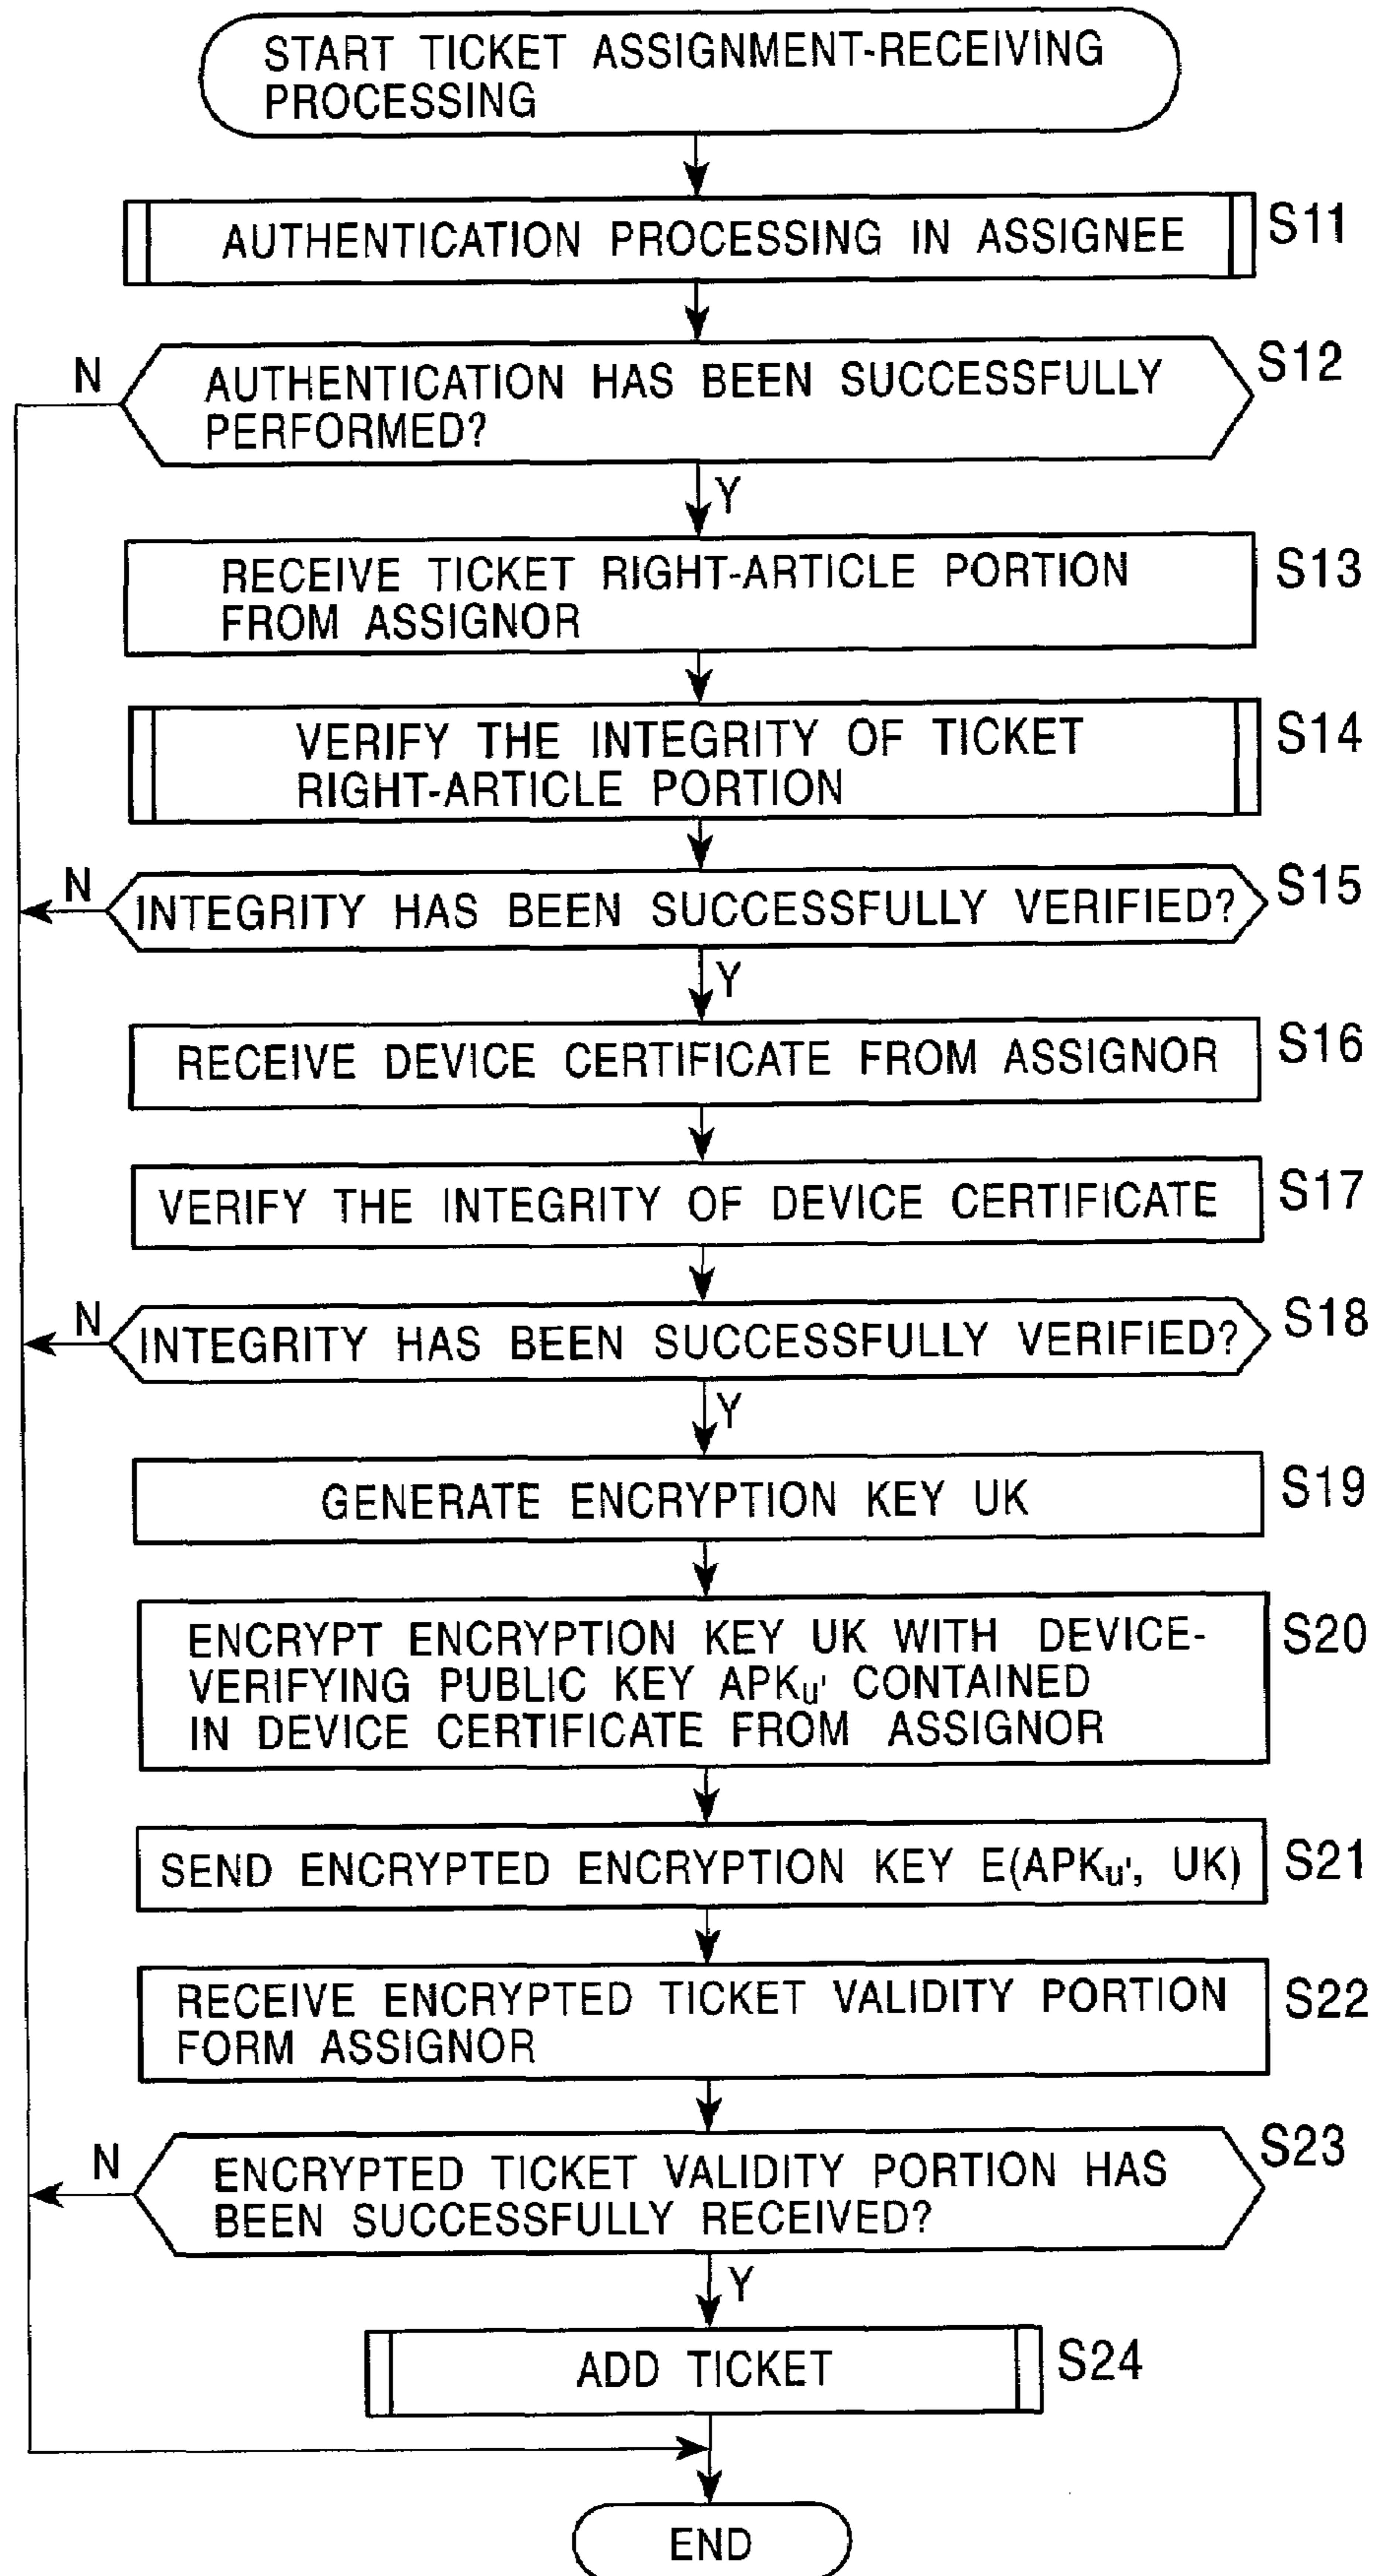 START TICKET ASSIGNMENT-RECEIVING
PROCESSING
AUTHENTICATION PROCESSING IN ASSIGNEE
S11
N
AUTHENTICATION HAS BEEN SUCCESSFULLY
PERFORMED?
S12
Y
RECEIVE TICKET RIGHT-ARTICLE PORTION
FROM ASSIGNOR
S13
VERIFY THE INTEGRITY OF TICKET
RIGHT-ARTICLE PORTION
S14
N
INTEGRITY HAS BEEN SUCCESSFULLY VERIFIED?
S15
Y
RECEIVE DEVICE CERTIFICATE FROM ASSIGNOR
S16
VERIFY THE INTEGRITY OF DEVICE CERTIFICATE
S17
N
INTEGRITY HAS BEEN SUCCESSFULLY VERIFIED?
S18
Y
GENERATE ENCRYPTION KEY UK
S19
ENCRYPT ENCRYPTION KEY UK WITH DEVICE-
VERIFYING PUBLIC KEY APKu' CONTAINED
IN DEVICE CERTIFICATE FROM ASSIGNOR
S20
SEND ENCRYPTED ENCRYPTION KEY E(APKu', UK)
S21
RECEIVE ENCRYPTED TICKET VALIDITY PORTION
FORM ASSIGNOR
S22
N
ENCRYPTED TICKET VALIDITY PORTION HAS
BEEN SUCCESSFULLY RECEIVED?
S23
Y
ADD TICKET
S24
END